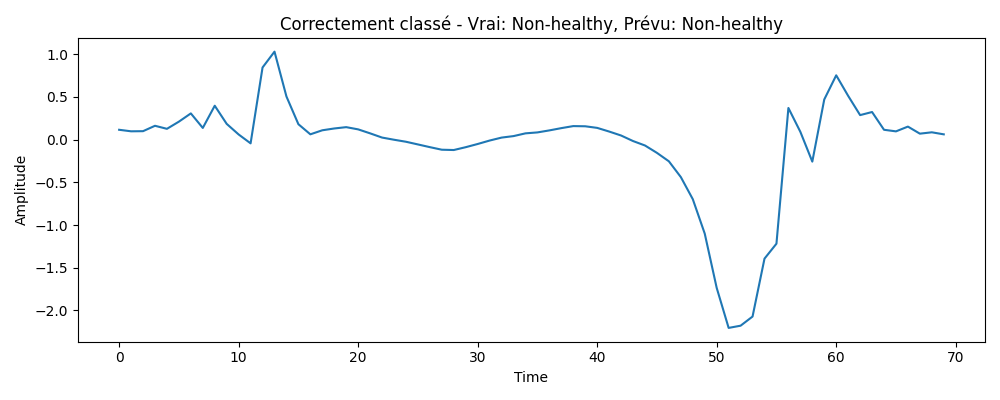 Correctement classé - Vrai: Non-healthy, Prévu: Non-healthy
1.0
0.5
0.0
−0.5
−1.0
−1.5
−2.0
Amplitude
0 10 20 30 40 50 60 70
Time